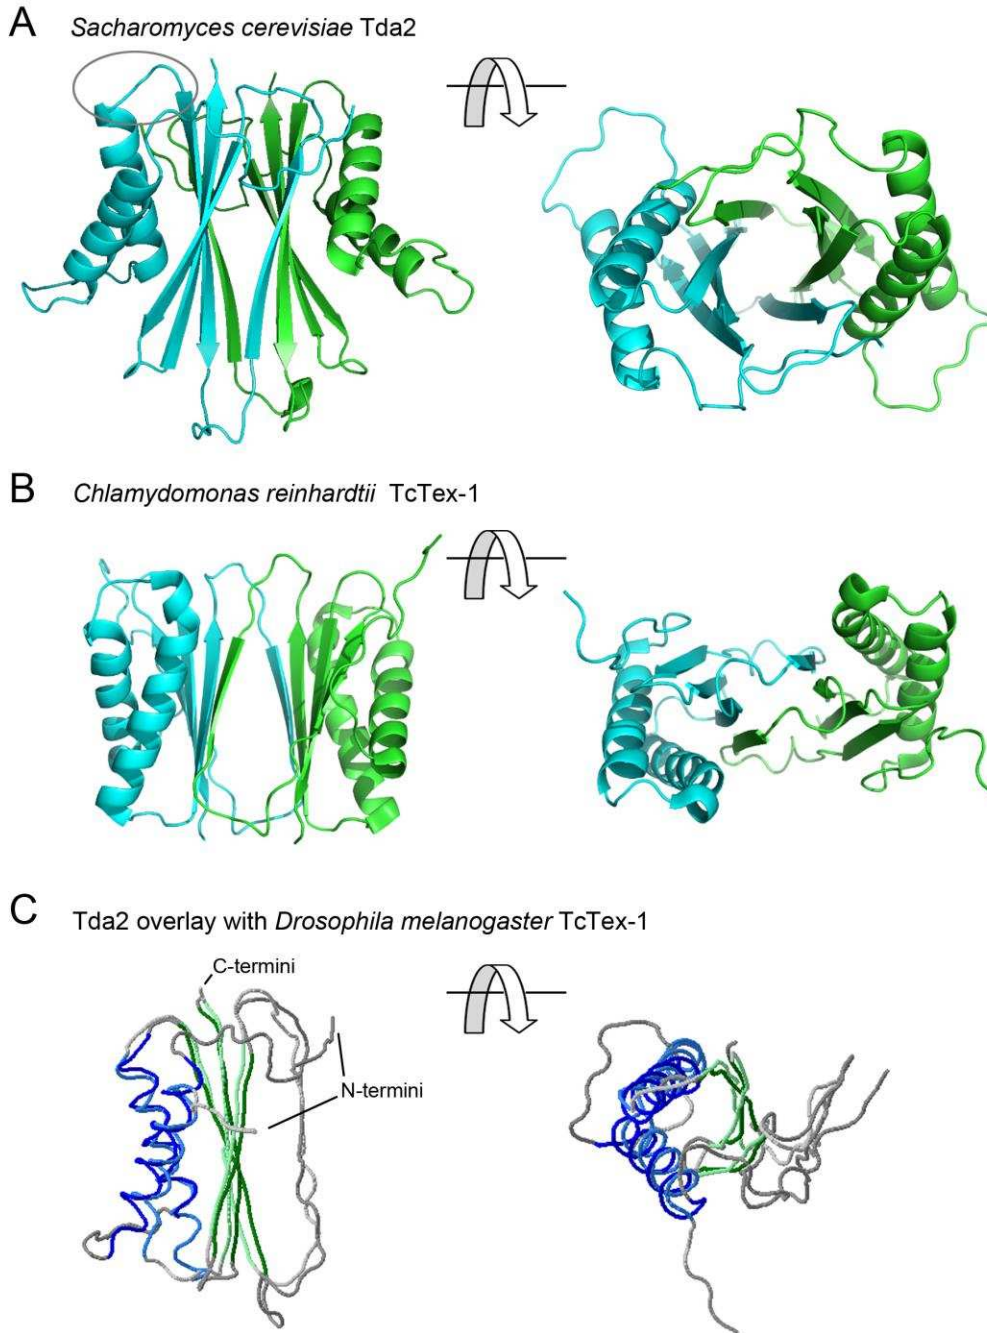 A
Sacharomyces cerevisiae Tda2
B
Chlamydomonas reinhardtii TcTex-1
C
Tda2 overlay with Drosophila melanogaster TcTex-1
C-termini
N-termini